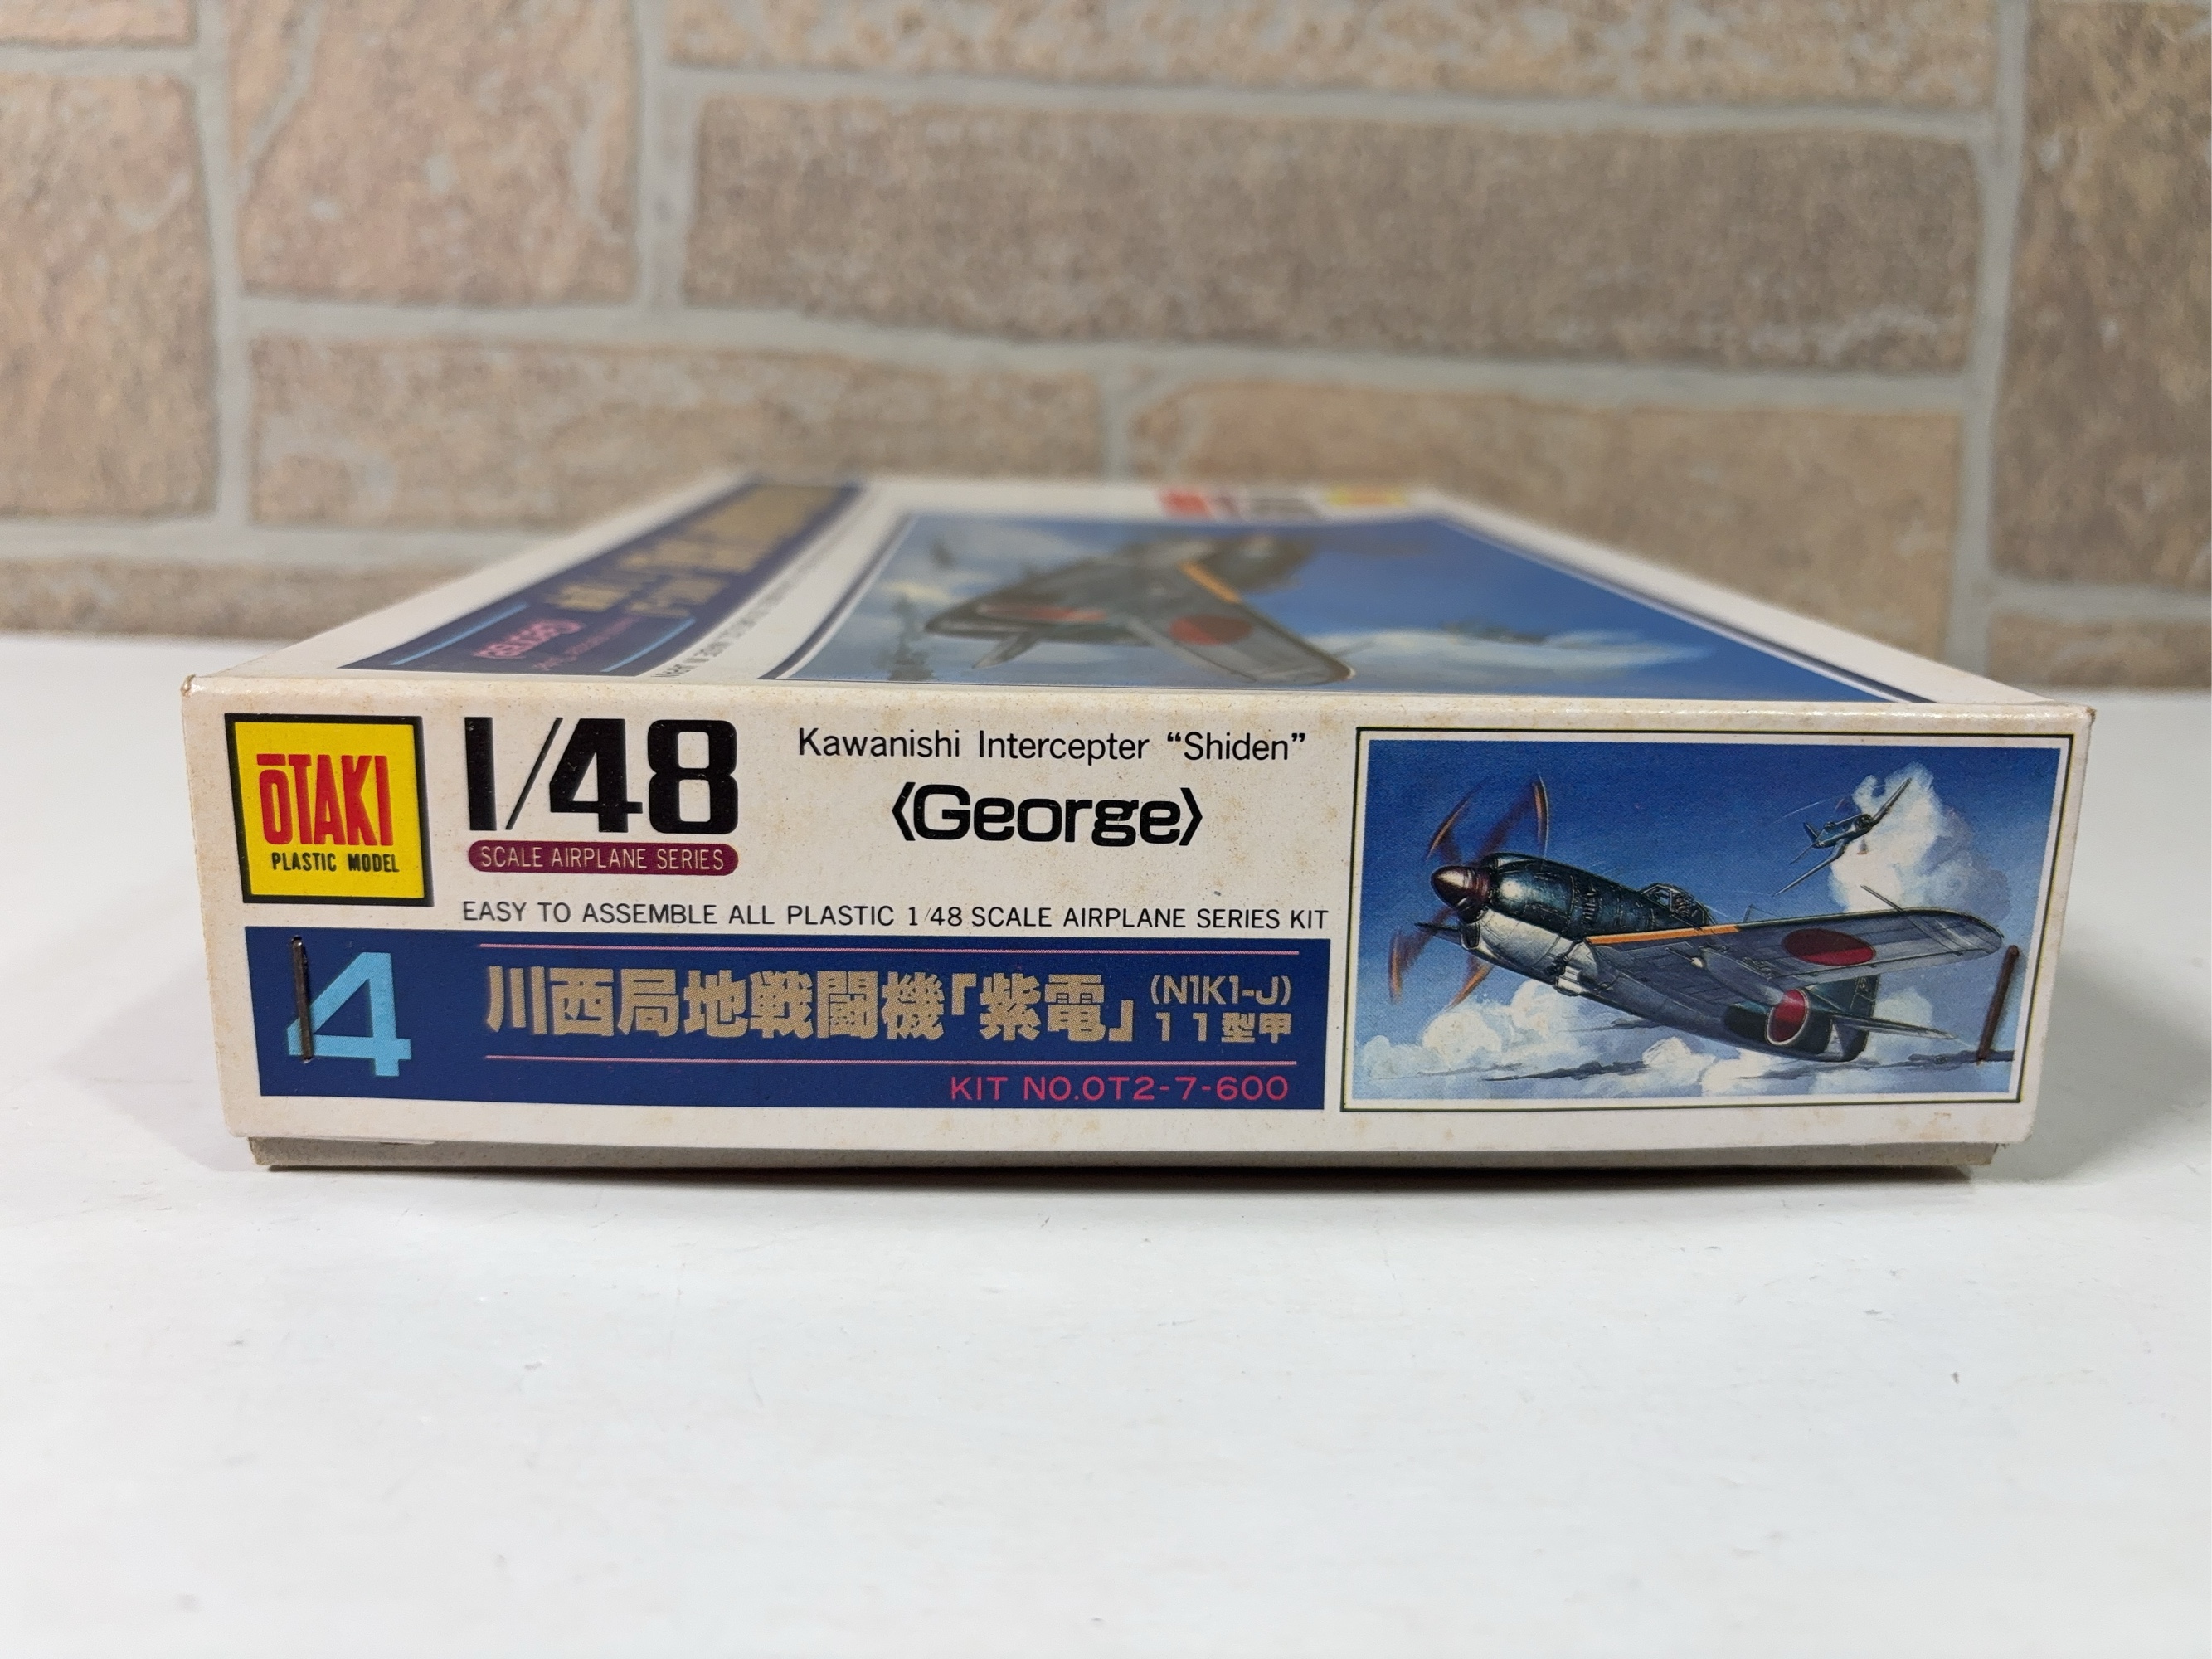 ŌTAKI
PLASTIC MODEL
1/48
SCALE AIRPLANE SERIES
Kawanishi Intercepter “Shiden”
〈George〉
EASY TO ASSEMBLE ALL PLASTIC 1/48 SCALE AIRPLANE SERIES KIT
4
川西局地戦闘機「紫電」
(N1K1-J)
11型甲
KIT NO.OT2-7-600